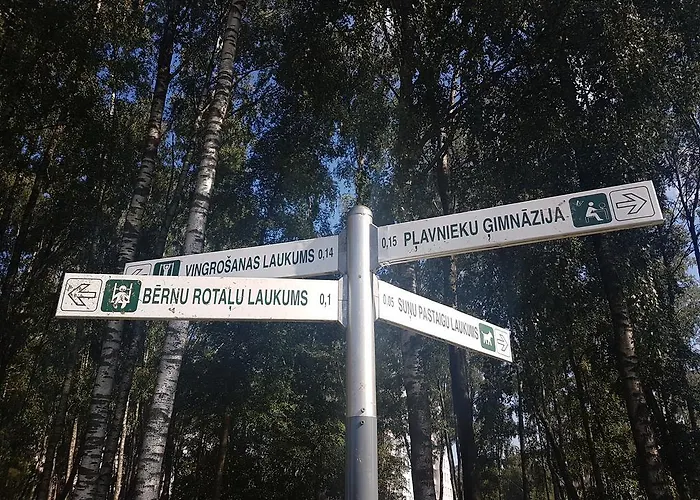 VINGROŠANAS LAUKUMS 0,14
0,15 PĻAVNIEKU ĢIMNĀZIJA
BĒRNU ROTAĻU LAUKUMS 0,1
0,05 SUŅU PASTAIGU LAUKUMS